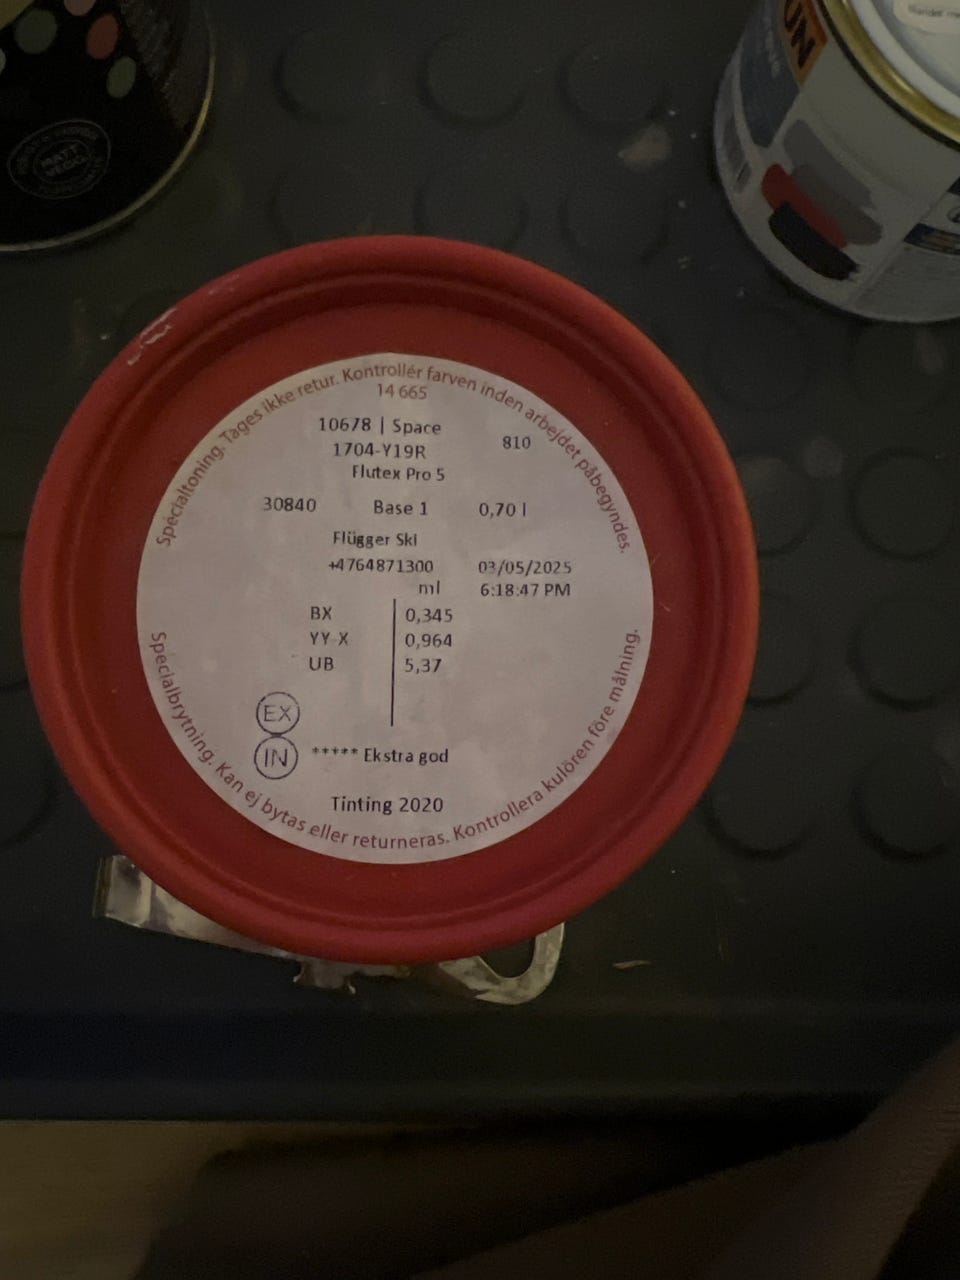 MATT
VEGG
UN
Specialtoning. Tages ikke retur. Kontrollér farven inden arbejdet påbegyndes.
14 665
10678 | Space
810
1704-Y19R
Flutex Pro 5
30840 Base 1 0,70 l
Flügger Ski
+4764871300 03/05/2025
ml 6:18:47 PM
BX 0,345
YY-X 0,964
UB 5,37
EX
IN ***** Ekstra god
Tinting 2020
Specialbrytning. Kan ej bytas eller returneras. Kontrollera kulören före målning.